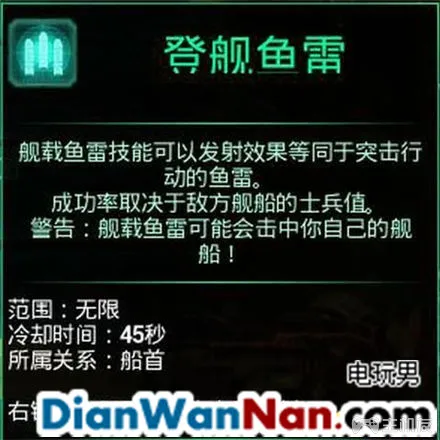 登舰鱼雷
舰载鱼雷技能可以发射效果等同于突击行
动的鱼雷。
成功率取决于敌方舰船的士兵值。
警告：舰载鱼雷可能会击中你自己的舰
船！
范围：无限
冷却时间：45秒
所属关系：船首
电玩男
右键
DianWanNan.com